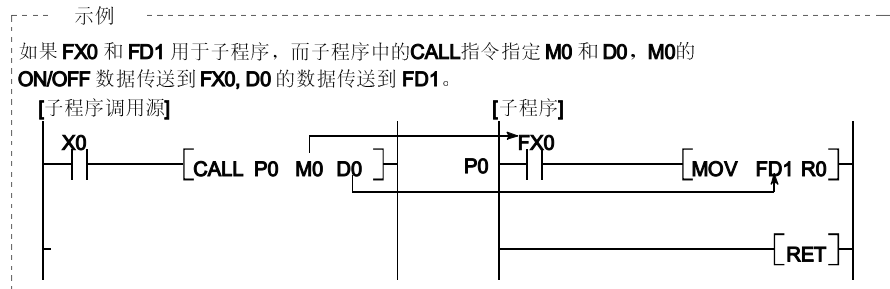 示例
如果 FX0 和 FD1 用于子程序，而子程序中的CALL指令指定 M0 和 D0，M0的
ON/OFF 数据传送到 FX0, D0 的数据传送到 FD1。
[子程序调用源]
[子程序]
X0
FX0
CALL P0 M0 D0
P0
MOV FD1 R0
RET